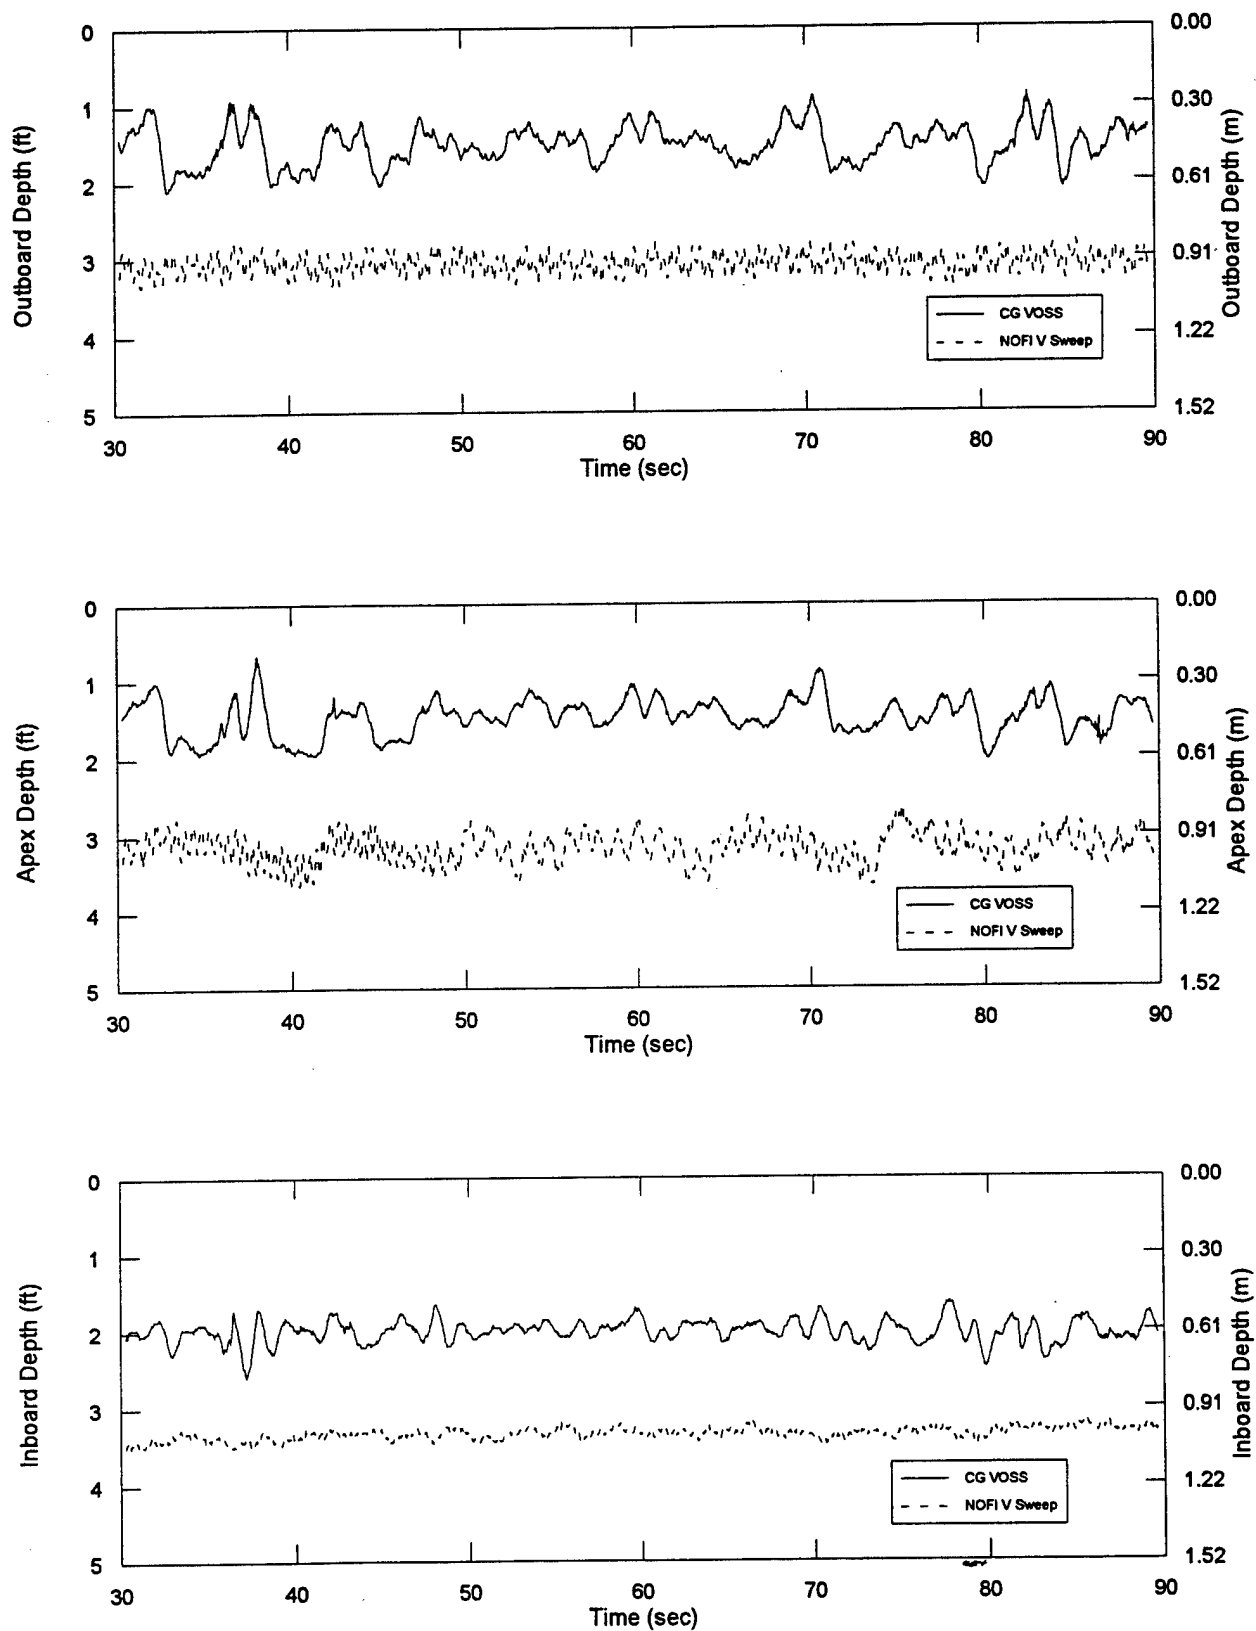 0
1
2
3
4
5
Outboard Depth (ft)
0.00
0.30
0.61
0.91
1.22
1.52
Outboard Depth (m)
CG VOSS
NOFI V Sweep
30 40 50 60 70 80 90
Time (sec)
0
1
2
3
4
5
Apex Depth (ft)
0.00
0.30
0.61
0.91
1.22
1.52
Apex Depth (m)
CG VOSS
NOFI V Sweep
30 40 50 60 70 80 90
Time (sec)
0
1
2
3
4
5
Inboard Depth (ft)
0.00
0.30
0.61
0.91
1.22
1.52
Inboard Depth (m)
CG VOSS
NOFI V Sweep
30 40 50 60 70 80 90
Time (sec)